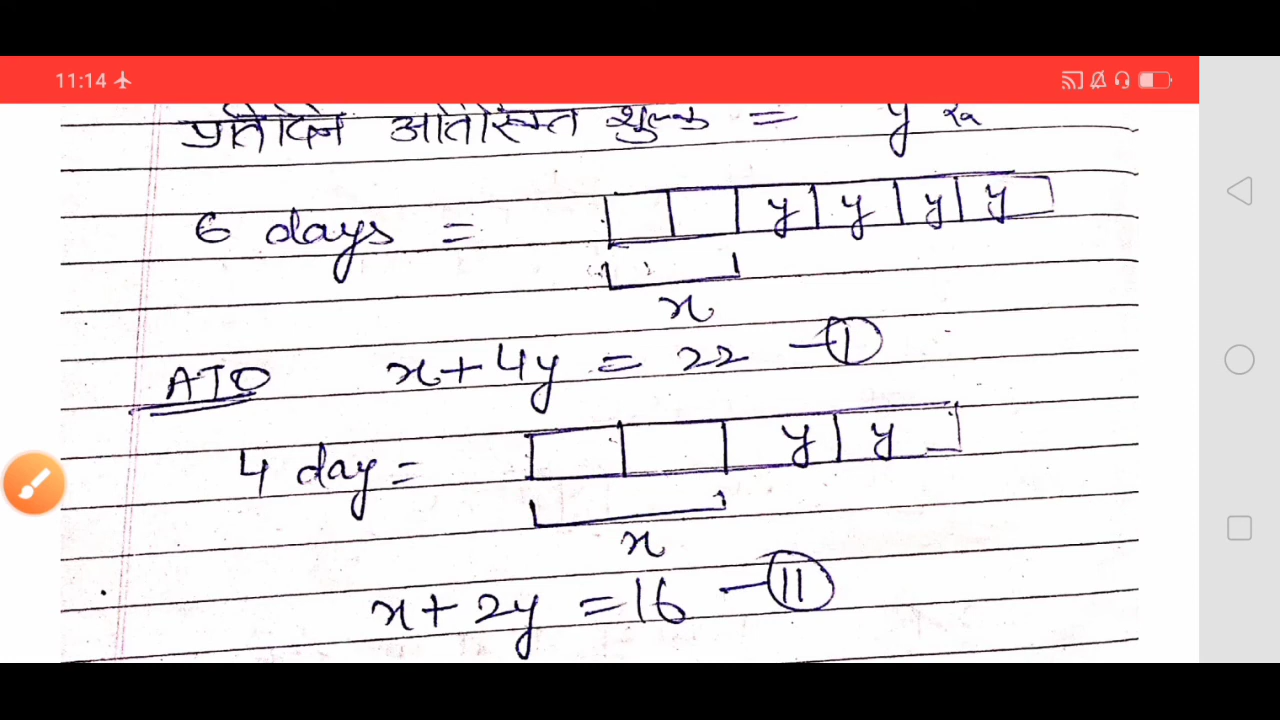 11:14
प्रतिदिन अतिरिक्त शुल्क = y रू
6 days = y y y y
x
ATQ x+4y = 22 - I
4 day = y y
x
x+2y = 16 - II